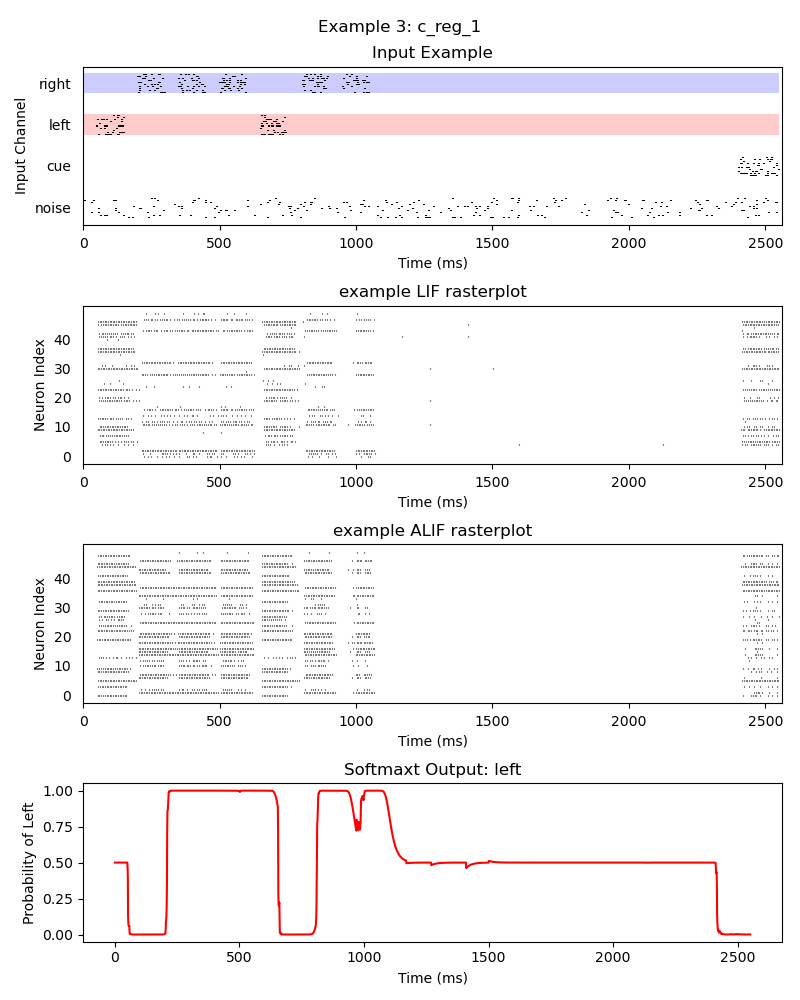 Example 3: c_reg_1
Input Example
Input Channel
right
left
cue
noise
0 500 1000 1500 2000 2500
Time (ms)
example LIF rasterplot
Neuron Index
40
30
20
10
0
0 500 1000 1500 2000 2500
Time (ms)
example ALIF rasterplot
Neuron Index
40
30
20
10
0
0 500 1000 1500 2000 2500
Time (ms)
Softmaxt Output: left
Probability of Left
1.00
0.75
0.50
0.25
0.00
0 500 1000 1500 2000 2500
Time (ms)